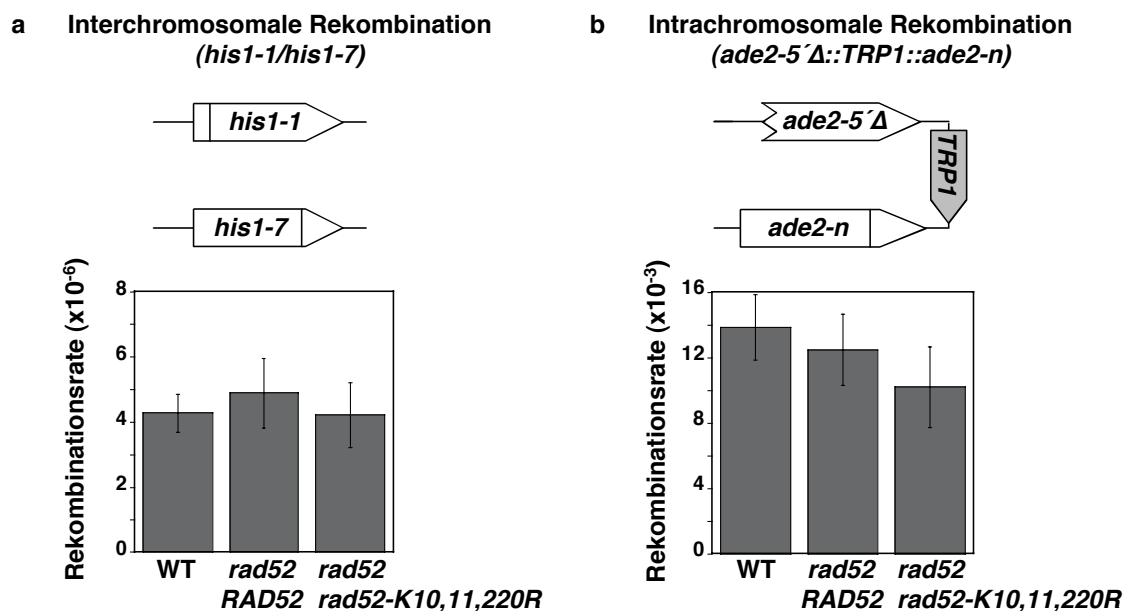 a Interchromosomale Rekombination
(his1-1/his1-7)
his1-1
his1-7
Rekombinationsrate (x10⁻⁶)
8
6
4
2
0
WT rad52 rad52
RAD52 rad52-K10,11,220R
b Intrachromosomale Rekombination
(ade2-5´Δ::TRP1::ade2-n)
ade2-5´Δ
TRP1
ade2-n
Rekombinationsrate (x10⁻³)
16
12
8
4
0
WT rad52 rad52
RAD52 rad52-K10,11,220R